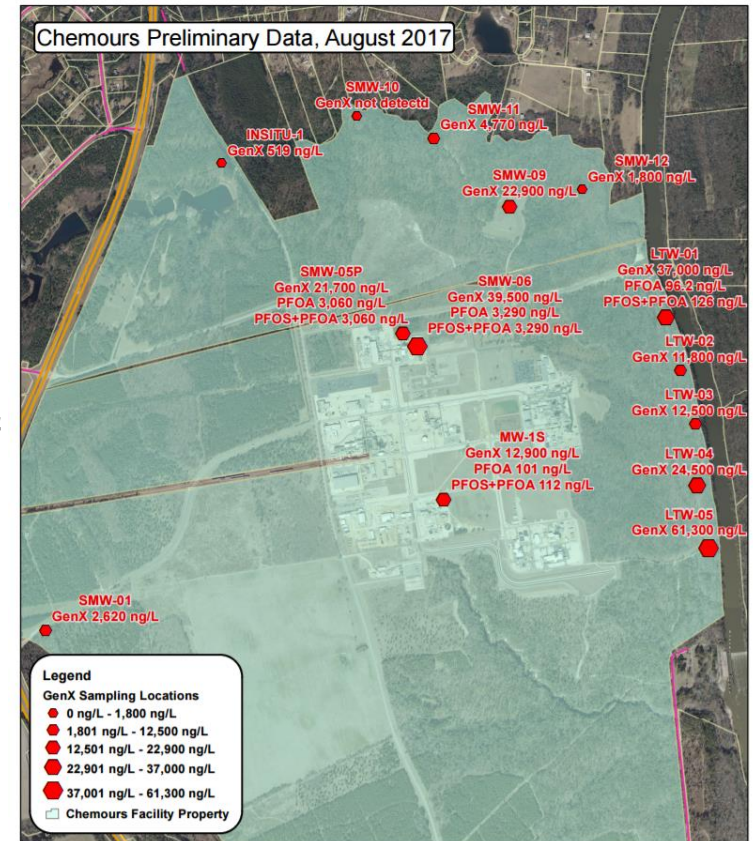 Chemours Preliminary Data, August 2017
SMW-10
GenX not detectd
SMW-11
GenX 4,770 ng/L
INSITU-1
GenX 519 ng/L
SMW-12
GenX 1,800 ng/L
SMW-09
GenX 22,900 ng/L
LTW-01
GenX 37,000 ng/L
PFOA 96.2 ng/L
PFOS+PFOA 126 ng/L
SMW-05P
GenX 21,700 ng/L
PFOA 3,060 ng/L
PFOS+PFOA 3,060 ng/L
SMW-06
GenX 39,500 ng/L
PFOA 3,290 ng/L
PFOS+PFOA 3,290 ng/L
LTW-02
GenX 11,800 ng/L
LTW-03
GenX 12,500 ng/L
MW-1S
GenX 12,900 ng/L
PFOA 101 ng/L
PFOS+PFOA 112 ng/L
LTW-04
GenX 24,500 ng/L
LTW-05
GenX 61,300 ng/L
SMW-01
GenX 2,620 ng/L
Legend
GenX Sampling Locations
0 ng/L - 1,800 ng/L
1,801 ng/L - 12,500 ng/L
12,501 ng/L - 22,900 ng/L
22,901 ng/L - 37,000 ng/L
37,001 ng/L - 61,300 ng/L
Chemours Facility Property